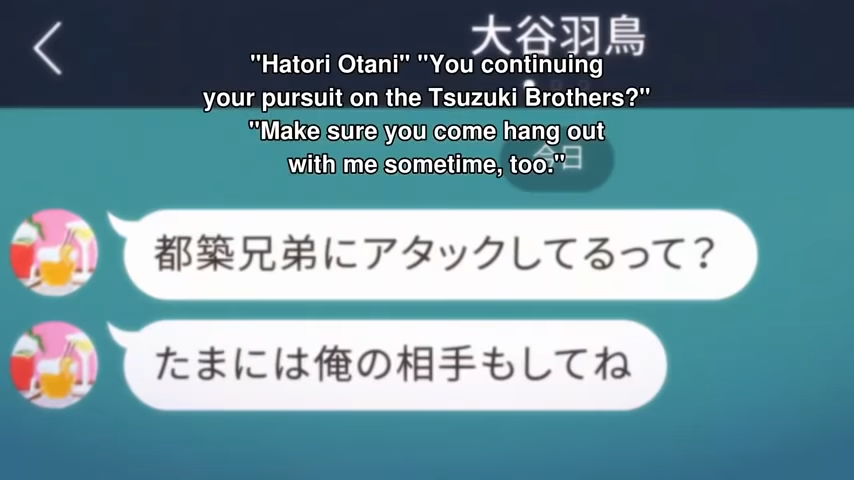 大谷羽鳥
"Hatori Otani" "You continuing
your pursuit on the Tsuzuki Brothers?"
"Make sure you come hang out
with me sometime, too."
今日
都築兄弟にアタックしてるって？
たまには俺の相手もしてね